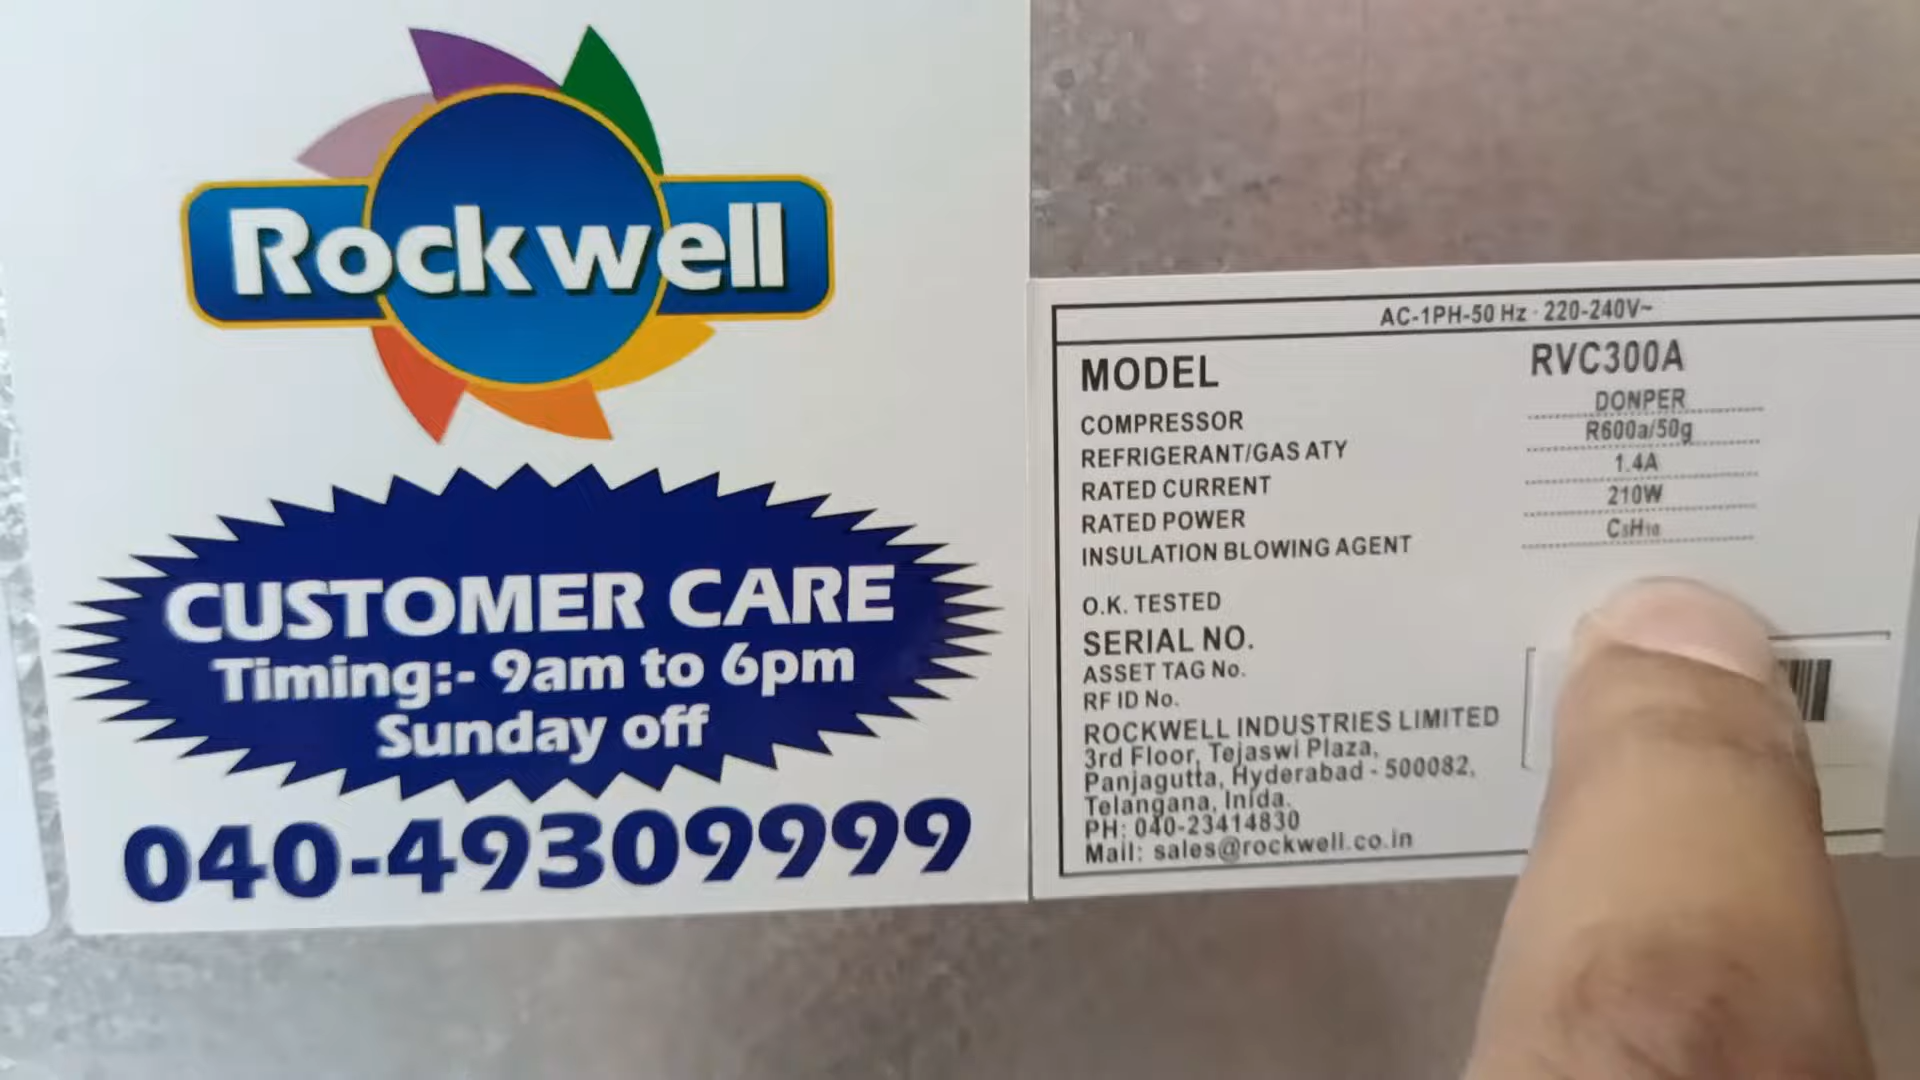 Rockwell
CUSTOMER CARE
Timing:- 9am to 6pm
Sunday off
040-49309999
AC-1PH-50 Hz · 220-240V~
MODEL RVC300A
COMPRESSOR DONPER
REFRIGERANT/GAS ATY R600a/50g
RATED CURRENT 1.4A
RATED POWER 210W
INSULATION BLOWING AGENT C5H10
O.K. TESTED
SERIAL NO.
ASSET TAG No.
RF ID No.
ROCKWELL INDUSTRIES LIMITED
3rd Floor, Tejaswi Plaza,
Panjagutta, Hyderabad - 500082,
Telangana, Inida.
PH: 040-23414830
Mail: sales@rockwell.co.in